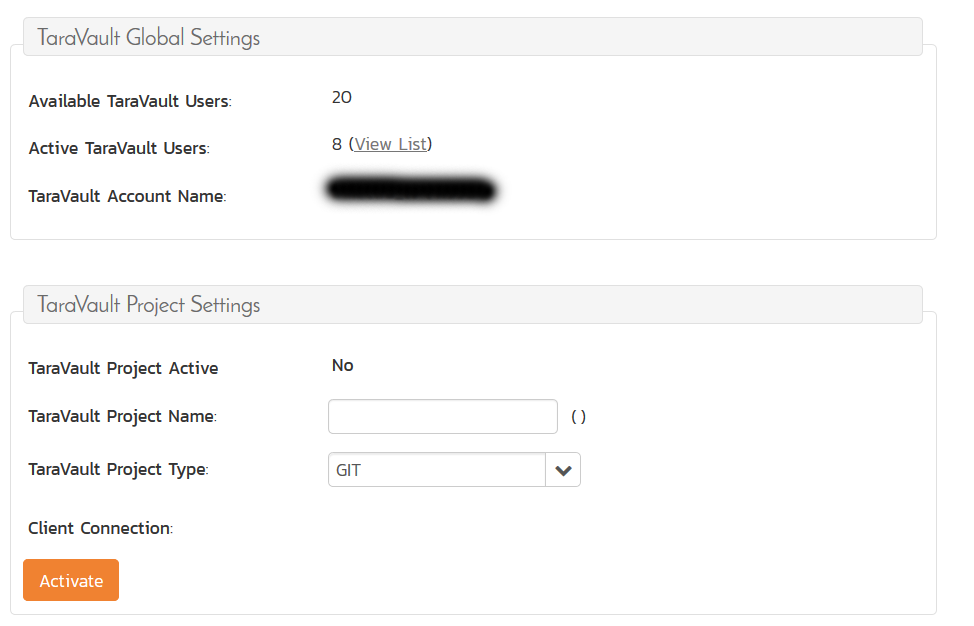 TaraVault Global Settings
Available TaraVault Users: 20
Active TaraVault Users: 8 (View List)
TaraVault Account Name:
TaraVault Project Settings
TaraVault Project Active No
TaraVault Project Name: ( )
TaraVault Project Type: GIT
Client Connection:
Activate